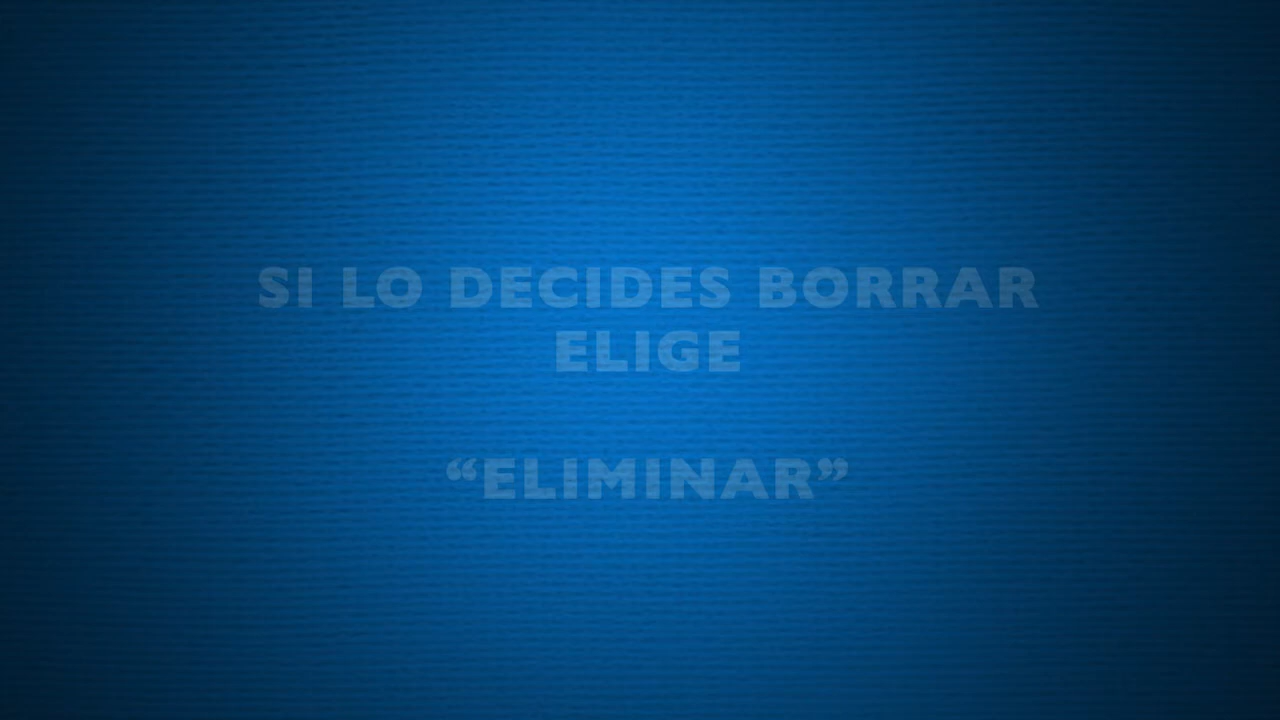 SI LO DECIDES BORRAR
ELIGE
“ELIMINAR”